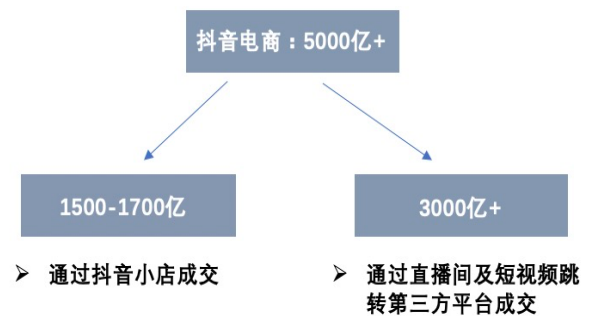 抖音电商：5000亿+
1500-1700亿
3000亿+
➢ 通过抖音小店成交
➢ 通过直播间及短视频跳
转第三方平台成交